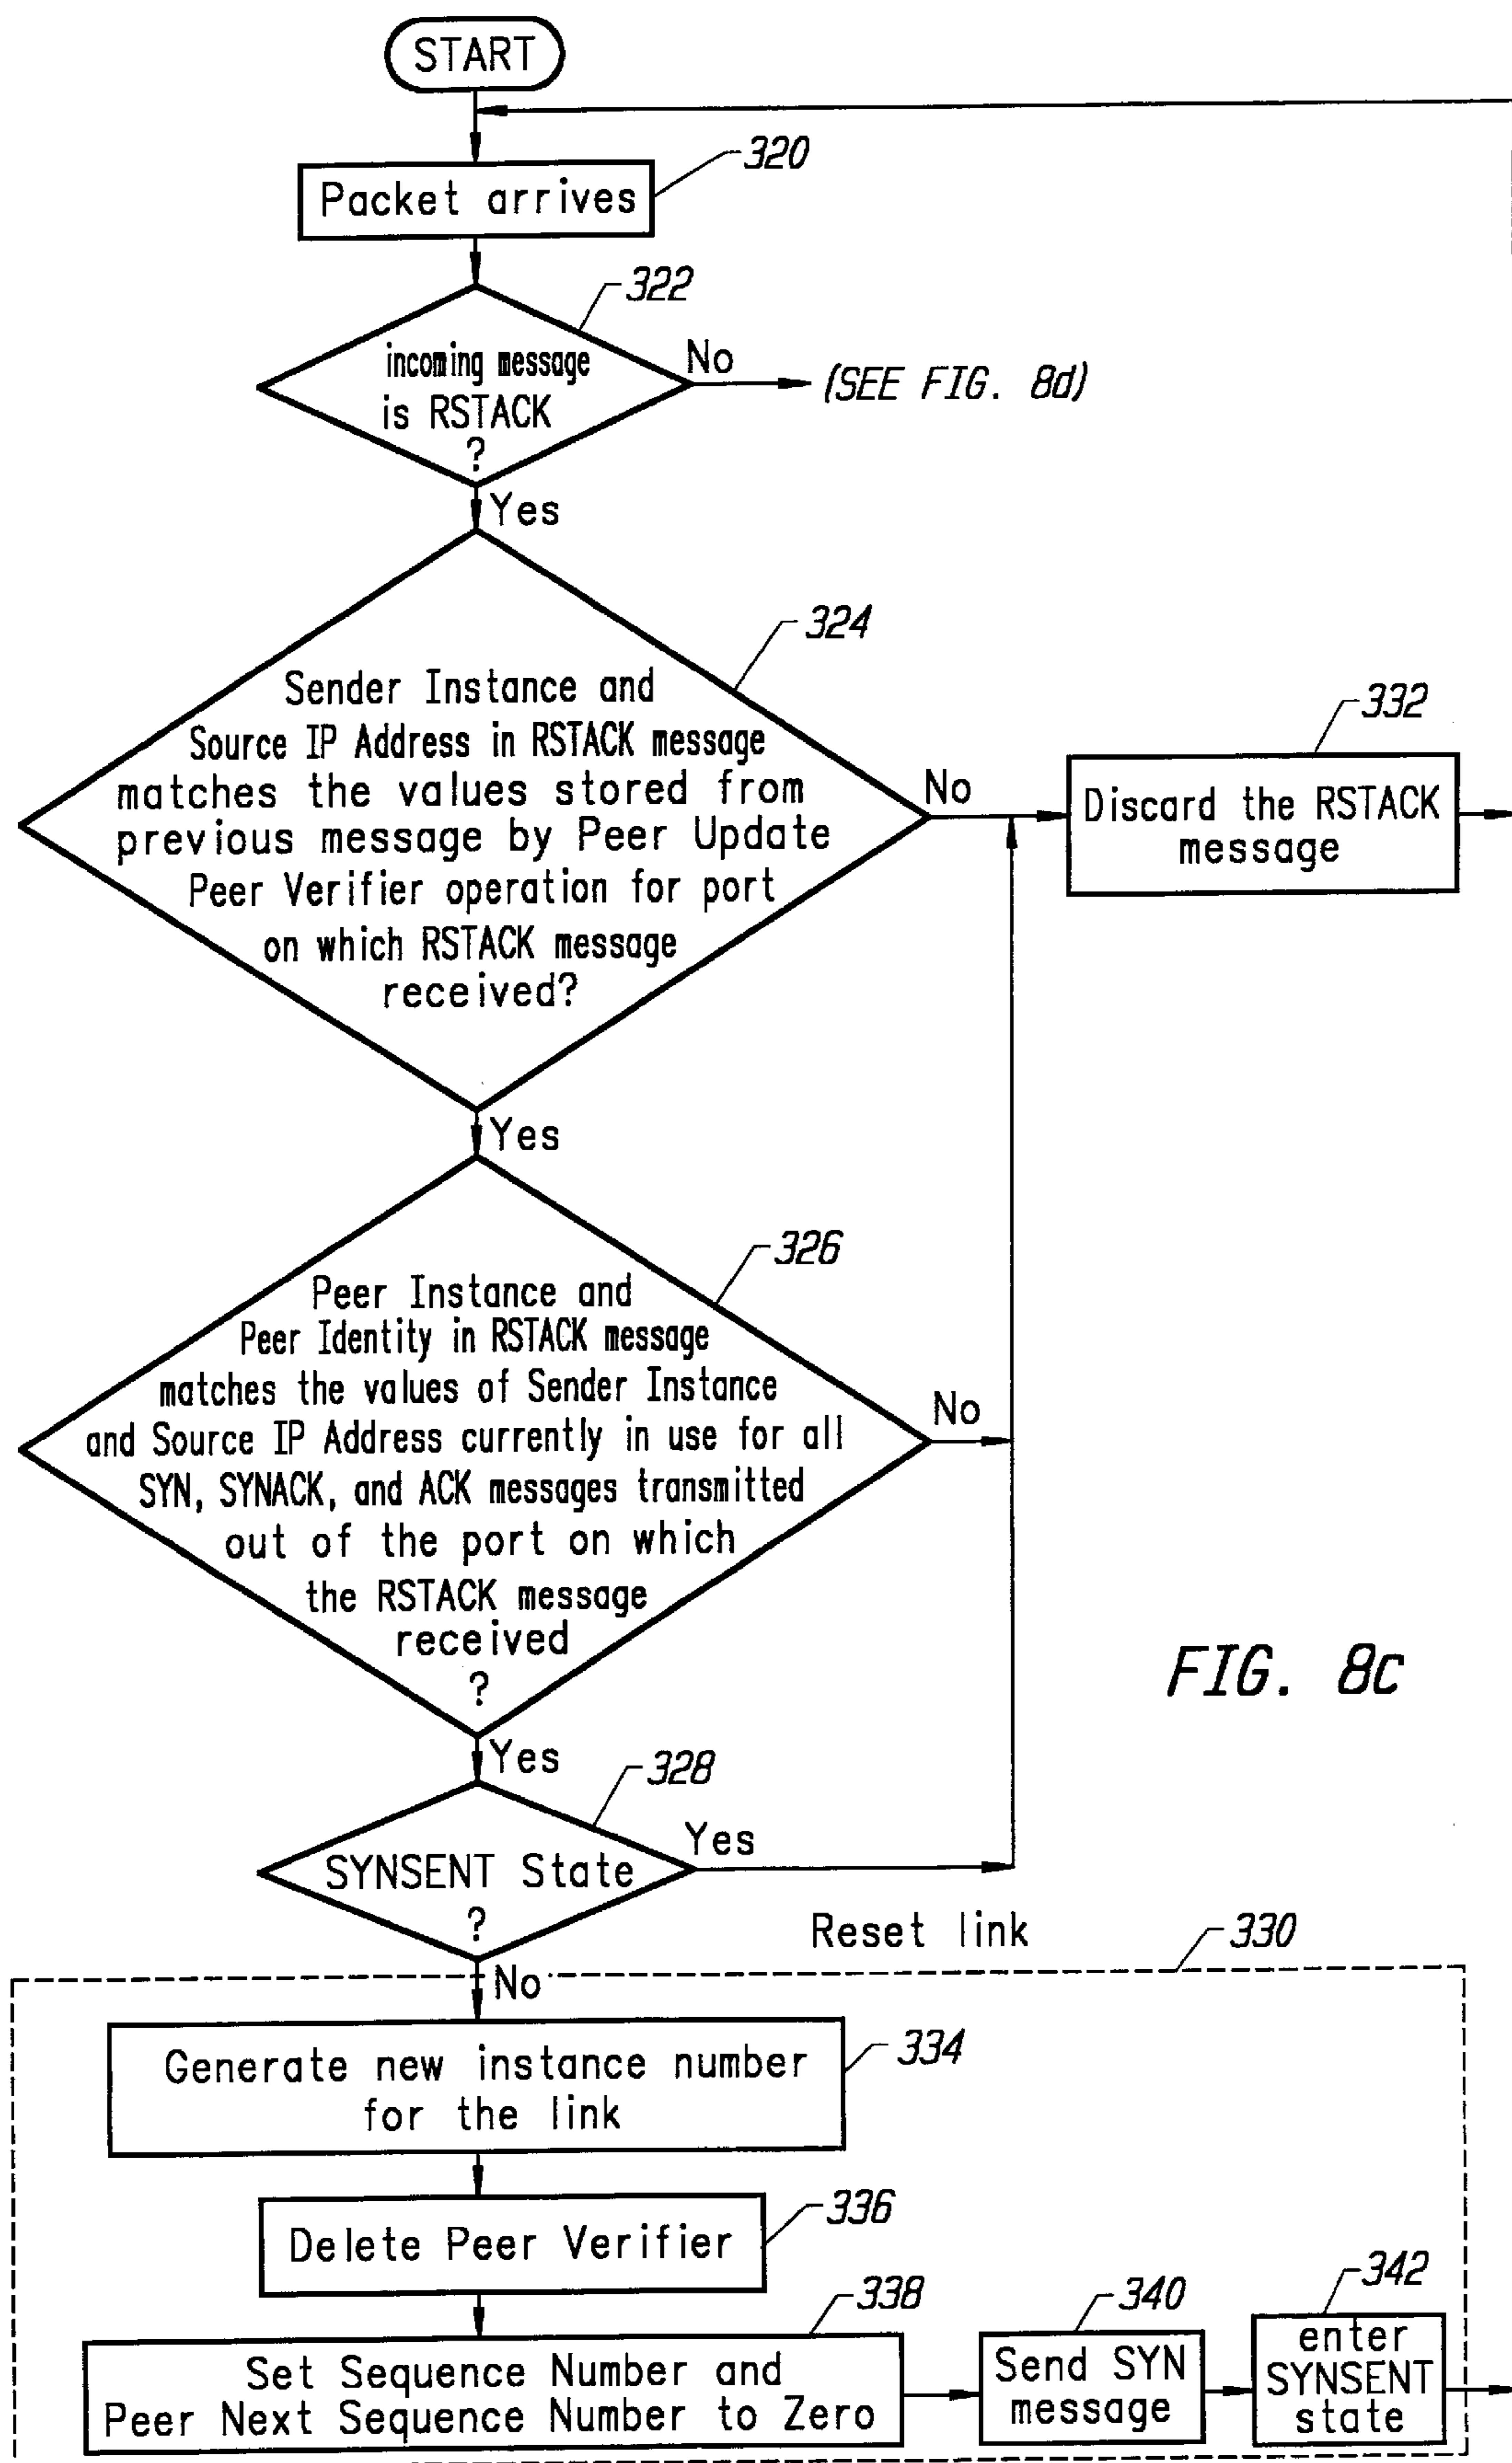 START
320
Packet arrives
322
incoming message
is RSTACK
?
No
(SEE FIG. 8d)
Yes
324
Sender Instance and
Source IP Address in RSTACK message
matches the values stored from
previous message by Peer Update
Peer Verifier operation for port
on which RSTACK message
received?
No
332
Discard the RSTACK
message
Yes
326
Peer Instance and
Peer Identity in RSTACK message
matches the values of Sender Instance
and Source IP Address currently in use for all
SYN, SYNACK, and ACK messages transmitted
out of the port on which
the RSTACK message
received
?
No
FIG. 8c
Yes
328
SYNSENT State
?
Yes
Reset link
330
No
334
Generate new instance number
for the link
336
Delete Peer Verifier
338
Set Sequence Number and
Peer Next Sequence Number to Zero
340
Send SYN
message
342
enter
SYNSENT
state